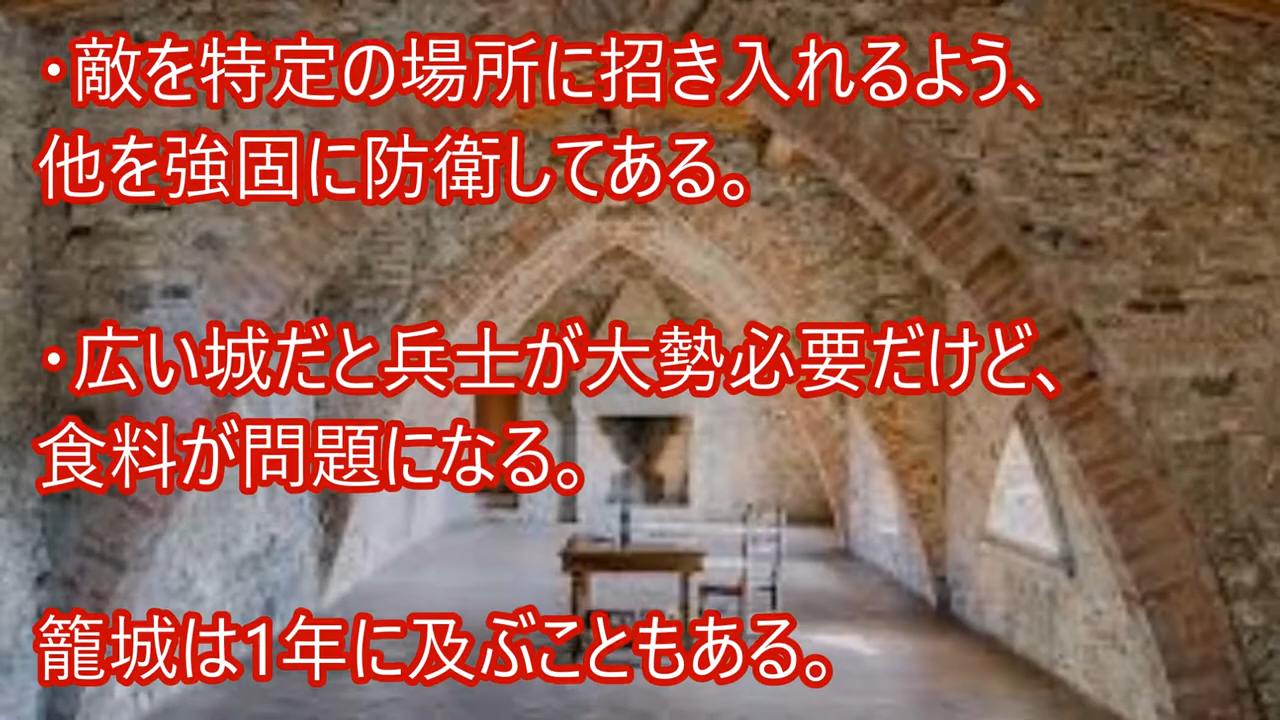 ・敵を特定の場所に招き入れるよう、
他を強固に防衛してある。
・広い城だと兵士が大勢必要だけど、
食料が問題になる。
籠城は1年に及ぶこともある。